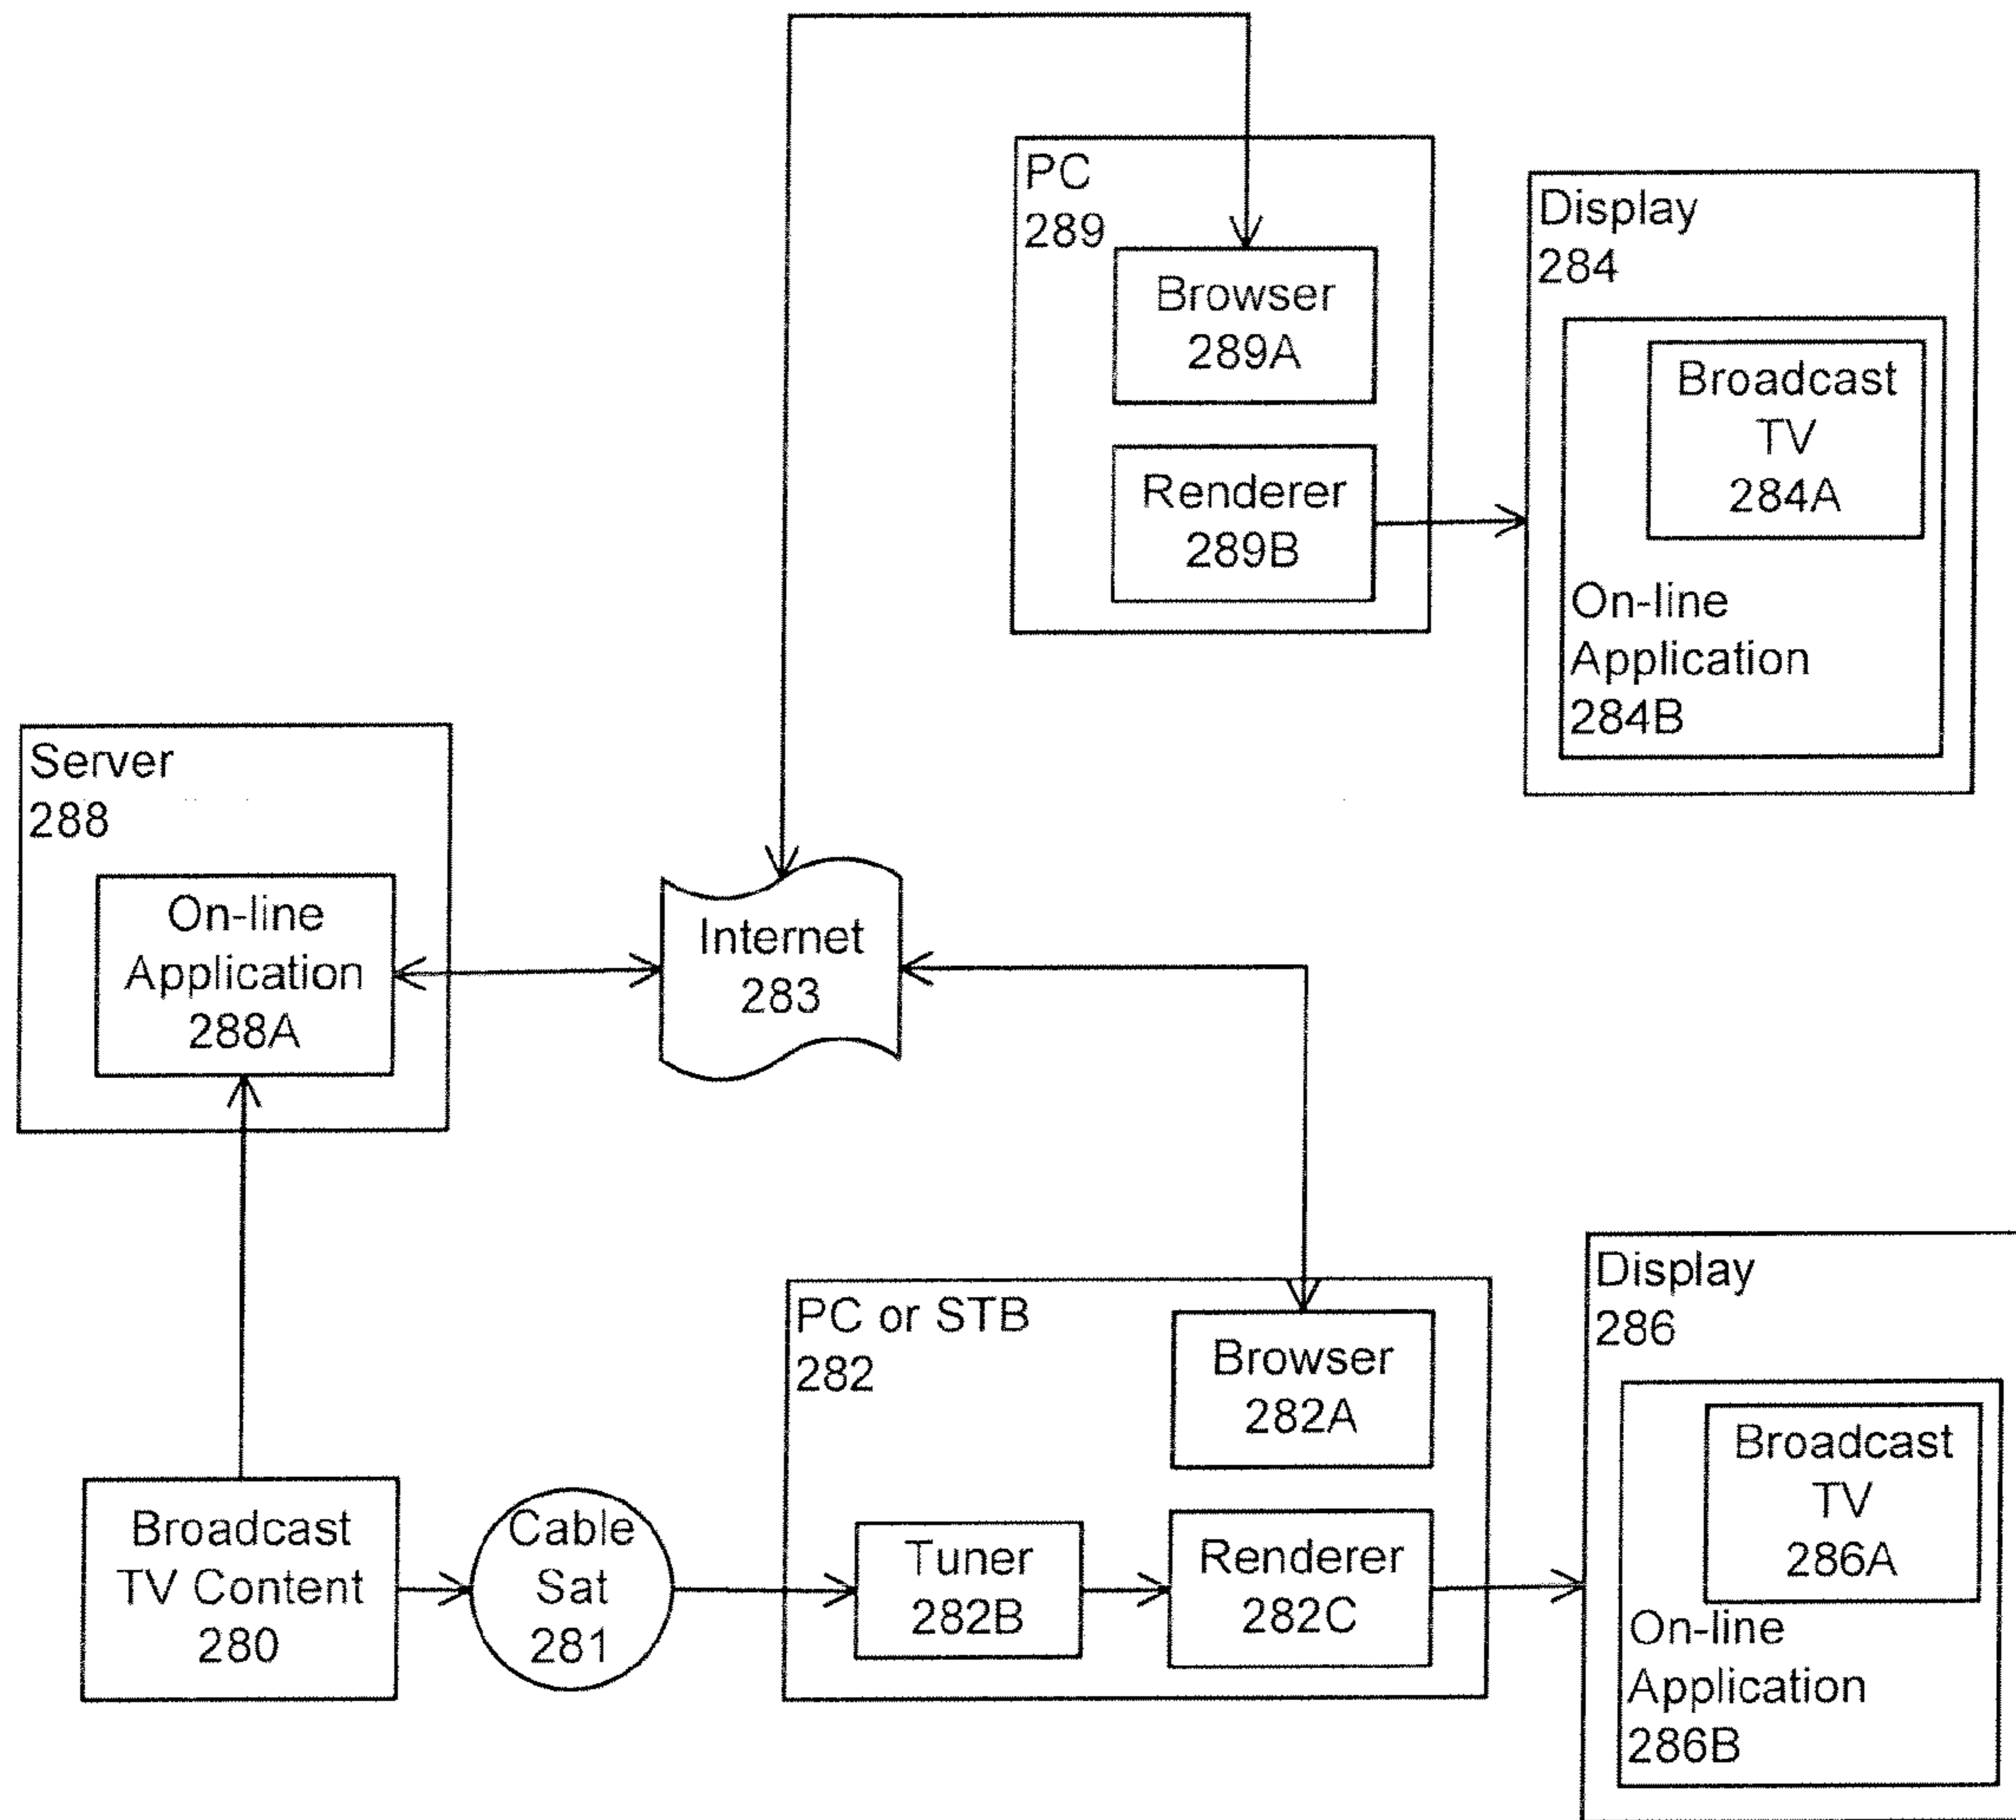 PC
289
Browser
289A
Renderer
289B
Display
284
Broadcast
TV
284A
On-line
Application
284B
Server
288
On-line
Application
288A
Internet
283
PC or STB
282
Browser
282A
Tuner
282B
Renderer
282C
Display
286
Broadcast
TV
286A
On-line
Application
286B
Broadcast
TV Content
280
Cable
Sat
281